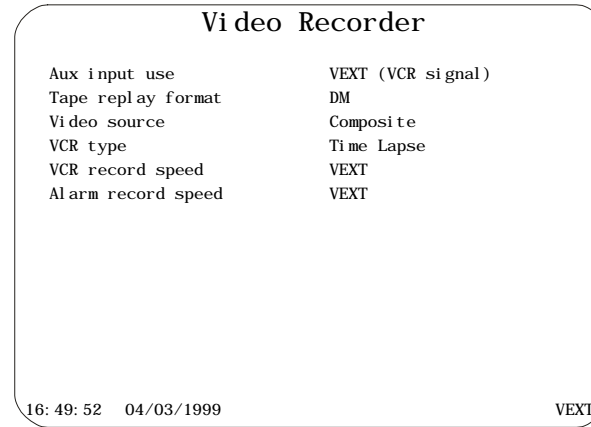 Video Recorder
Aux input use VEXT (VCR signal)
Tape replay format DM
Video source Composite
VCR type Time Lapse
VCR record speed VEXT
Alarm record speed VEXT
16:49:52 04/03/1999 VEXT